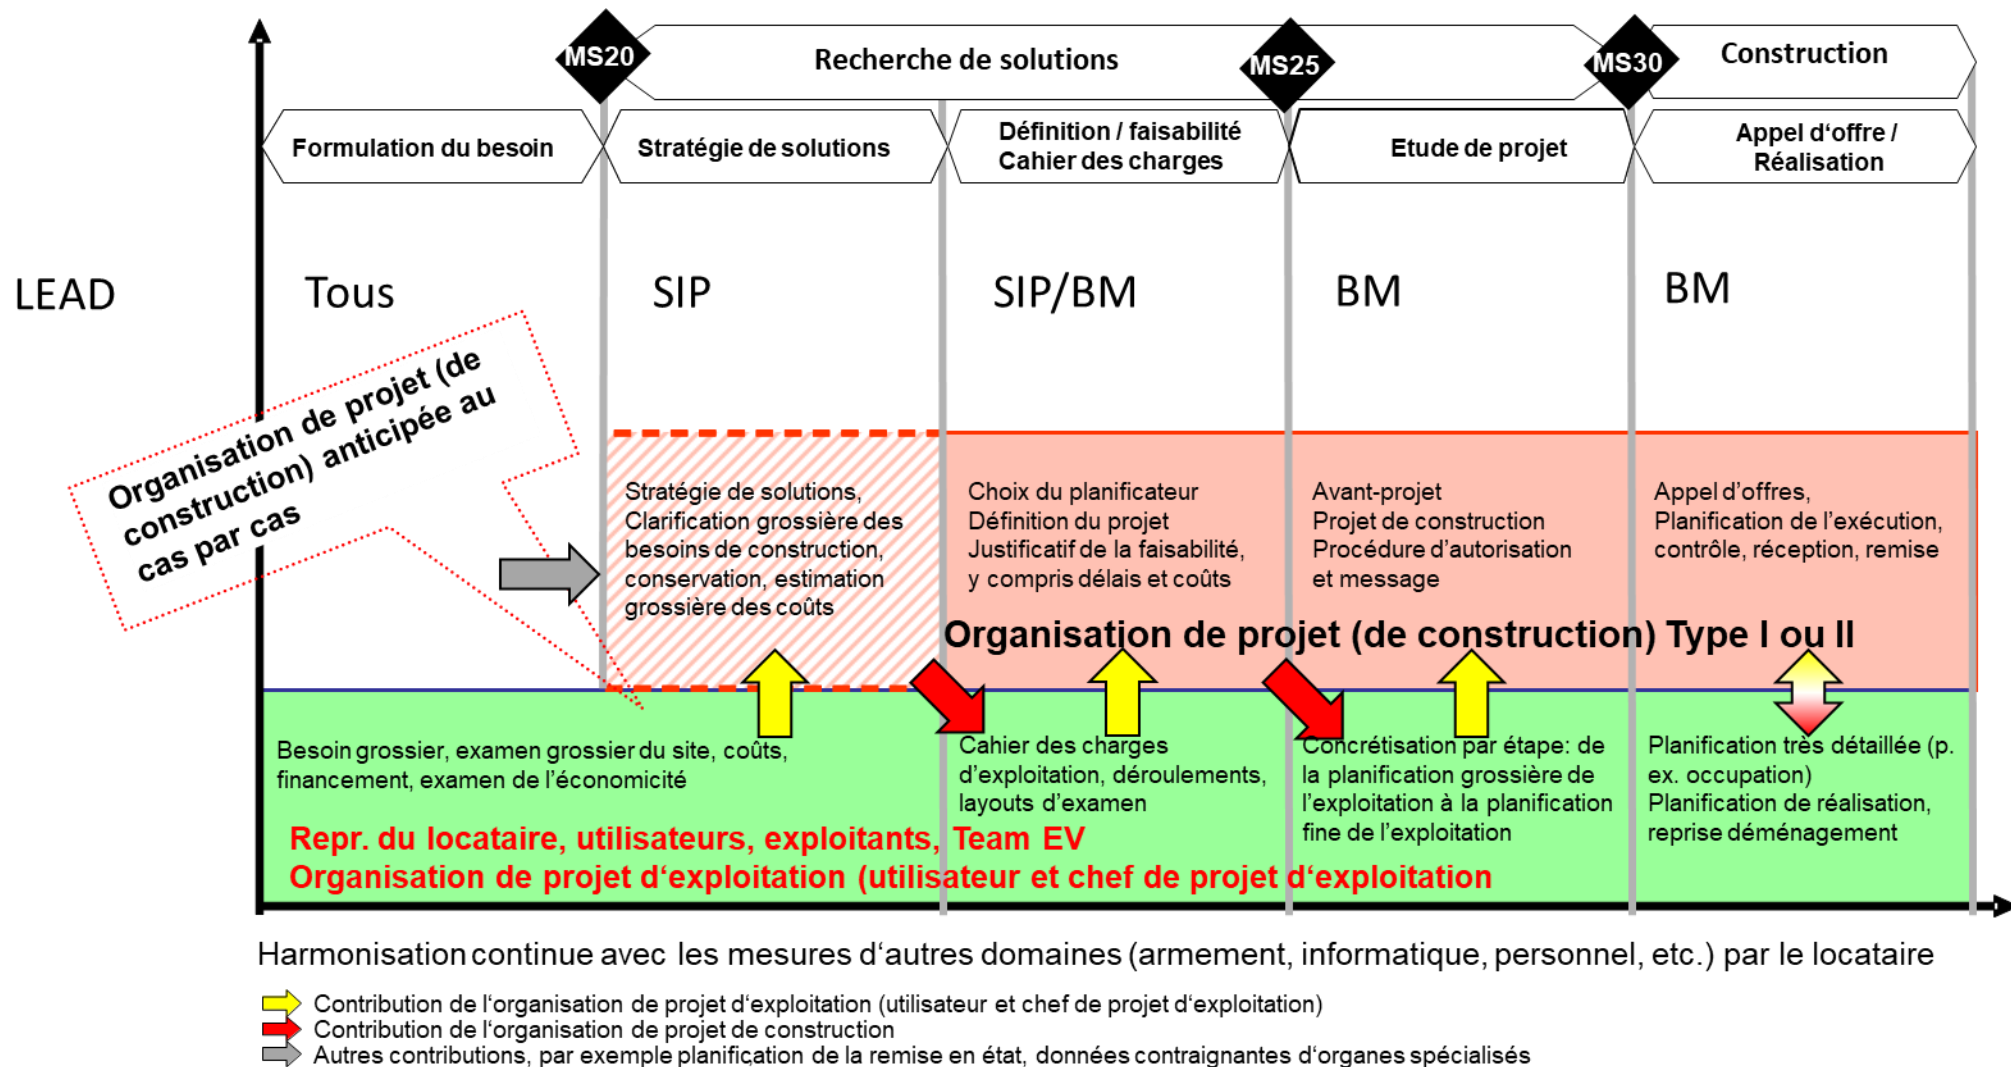 MS20
Recherche de solutions
MS25
MS30
Construction
Formulation du besoin
Stratégie de solutions
Définition / faisabilité
Cahier des charges
Etude de projet
Appel d‘offre /
Réalisation
LEAD
Tous
SIP
SIP/BM
BM
BM
Organisation de projet (de
construction) anticipée au
cas par cas
Stratégie de solutions,
Clarification grossière des
besoins de construction,
conservation, estimation
grossière des coûts
Choix du planificateur
Définition du projet
Justificatif de la faisabilité,
y compris délais et coûts
Avant-projet
Projet de construction
Procédure d’autorisation
et message
Appel d’offres,
Planification de l’exécution,
contrôle, réception, remise
Organisation de projet (de construction) Type I ou II
Besoin grossier, examen grossier du site, coûts,
financement, examen de l’économicité
Cahier des charges
d’exploitation, déroulements,
layouts d’examen
Concrétisation par étape: de
la planification grossière de
l’exploitation à la planification
fine de l’exploitation
Planification très détaillée (p.
ex. occupation)
Planification de réalisation,
reprise déménagement
Repr. du locataire, utilisateurs, exploitants, Team EV
Organisation de projet d‘exploitation (utilisateur et chef de projet d‘exploitation
Harmonisation continue avec les mesures d‘autres domaines (armement, informatique, personnel, etc.) par le locataire
Contribution de l‘organisation de projet d‘exploitation (utilisateur et chef de projet d‘exploitation)
Contribution de l‘organisation de projet de construction
Autres contributions, par exemple planification de la remise en état, données contraignantes d‘organes spécialisés